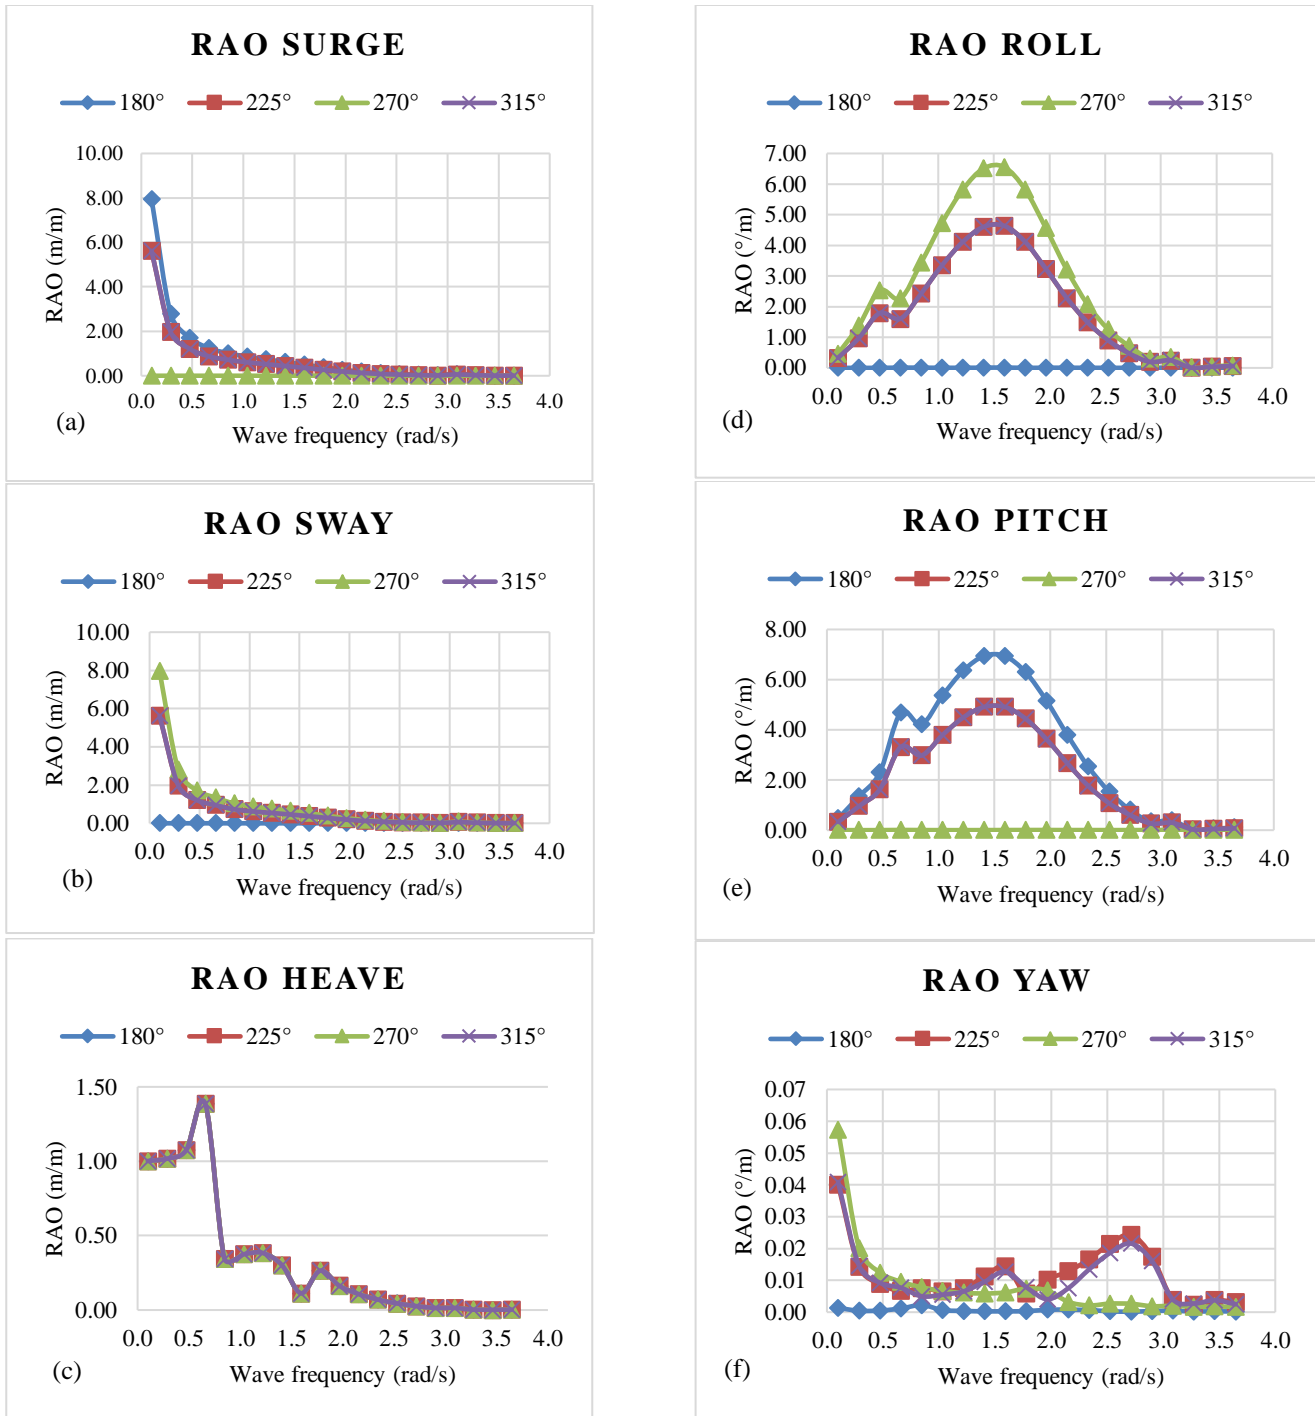 RAO SURGE
180° 225° 270° 315°
10.00
8.00
6.00
4.00
2.00
0.00
RAO (m/m)
0.0 0.5 1.0 1.5 2.0 2.5 3.0 3.5 4.0
Wave frequency (rad/s)
(a)
RAO SWAY
180° 225° 270° 315°
10.00
8.00
6.00
4.00
2.00
0.00
RAO (m/m)
0.0 0.5 1.0 1.5 2.0 2.5 3.0 3.5 4.0
Wave frequency (rad/s)
(b)
RAO HEAVE
180° 225° 270° 315°
1.50
1.00
0.50
0.00
RAO (m/m)
0.0 0.5 1.0 1.5 2.0 2.5 3.0 3.5 4.0
Wave frequency (rad/s)
(c)
RAO ROLL
180° 225° 270° 315°
7.00
6.00
5.00
4.00
3.00
2.00
1.00
0.00
RAO (°/m)
0.0 0.5 1.0 1.5 2.0 2.5 3.0 3.5 4.0
Wave frequency (rad/s)
(d)
RAO PITCH
180° 225° 270° 315°
8.00
6.00
4.00
2.00
0.00
RAO (°/m)
0.0 0.5 1.0 1.5 2.0 2.5 3.0 3.5 4.0
Wave frequency (rad/s)
(e)
RAO YAW
180° 225° 270° 315°
0.07
0.06
0.05
0.04
0.03
0.02
0.01
0.00
RAO (°/m)
0.0 0.5 1.0 1.5 2.0 2.5 3.0 3.5 4.0
Wave frequency (rad/s)
(f)